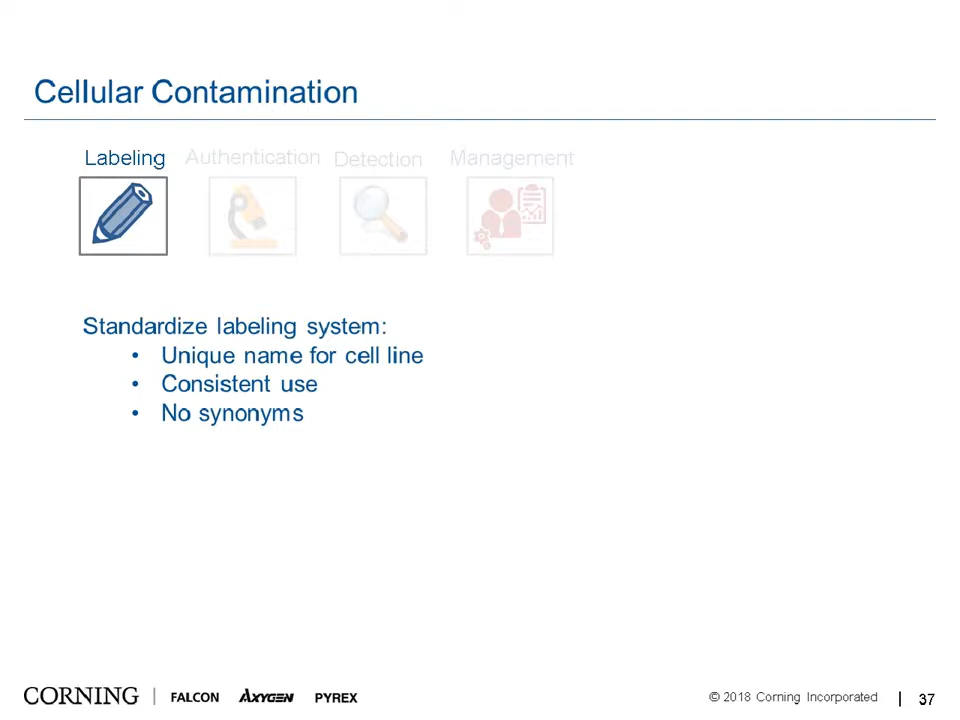 Cellular Contamination
Labeling Authentication Detection Management
Standardize labeling system:
• Unique name for cell line
• Consistent use
• No synonyms
CORNING | FALCON AXYGEN PYREX © 2018 Corning Incorporated | 37